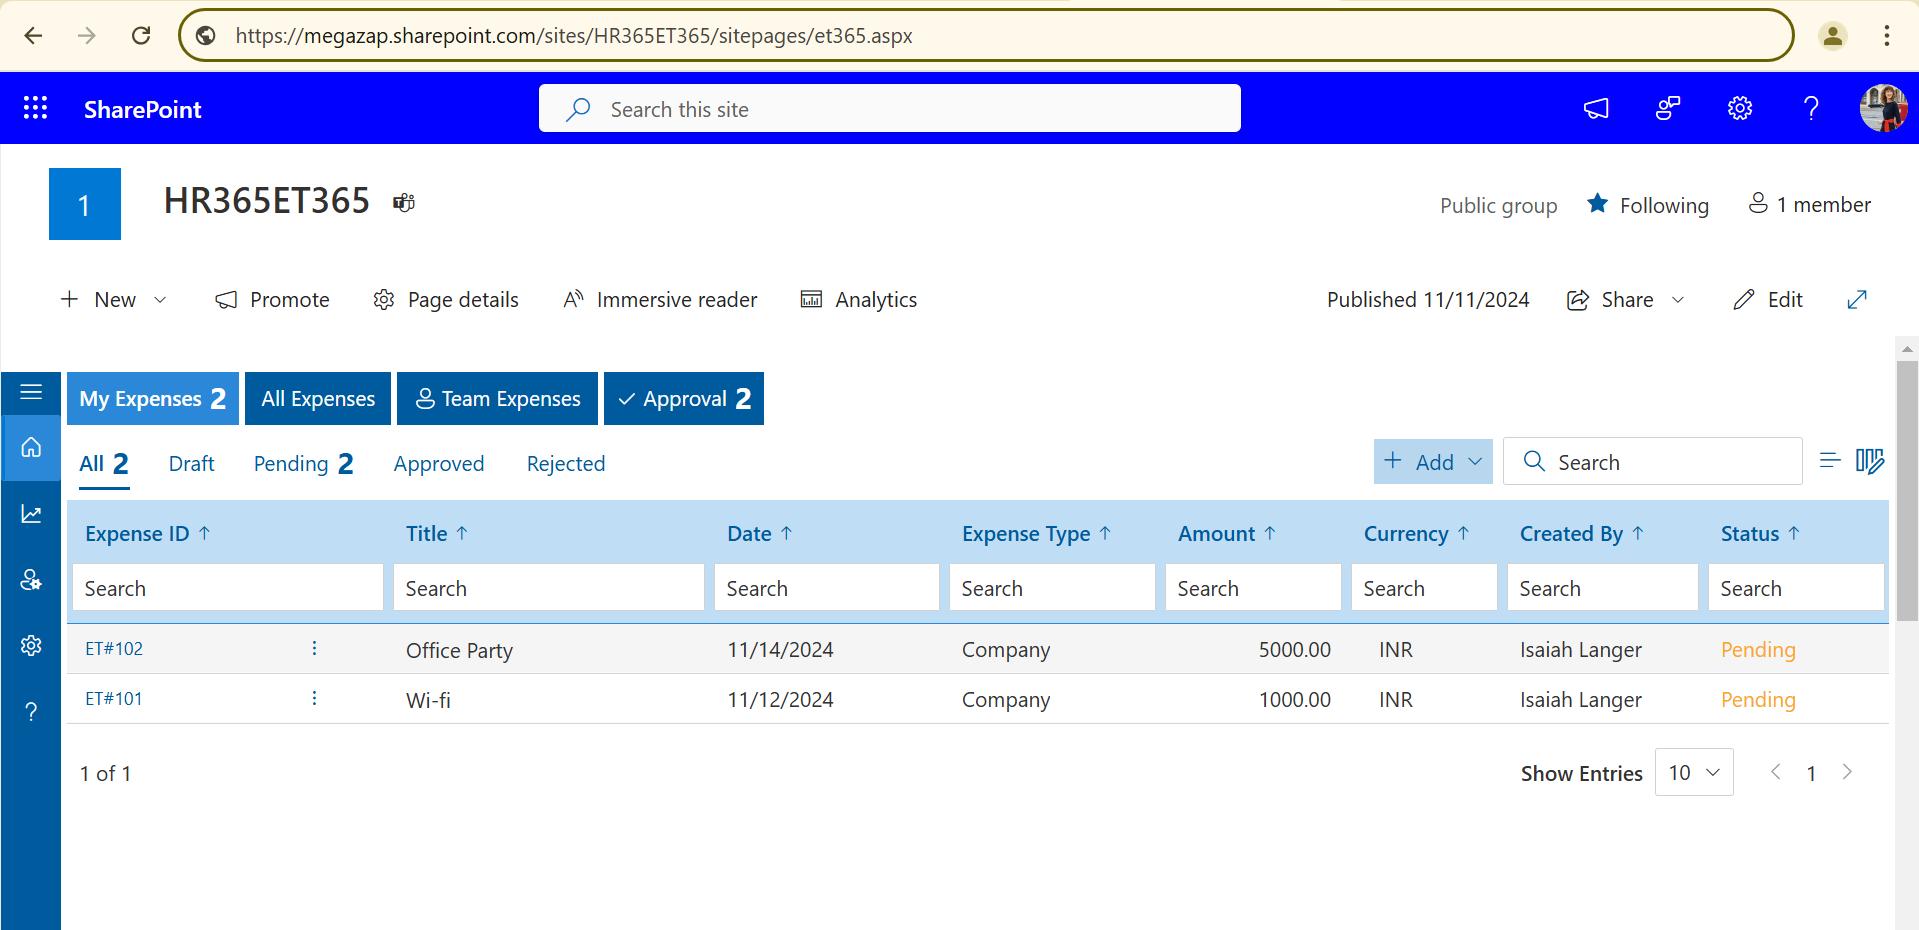 https://megazap.sharepoint.com/sites/HR365ET365/sitepages/et365.aspx
SharePoint
Search this site
1
HR365ET365
Public group
Following
1 member
New
Promote
Page details
Immersive reader
Analytics
Published 11/11/2024
Share
Edit
My Expenses 2
All Expenses
Team Expenses
Approval 2
All 2
Draft
Pending 2
Approved
Rejected
Add
Search
Expense ID Title Date Expense Type Amount Currency Created By Status
Search Search Search Search Search Search Search Search
ET#102 Office Party 11/14/2024 Company 5000.00 INR Isaiah Langer Pending
ET#101 Wi-fi 11/12/2024 Company 1000.00 INR Isaiah Langer Pending
1 of 1
Show Entries 10 1